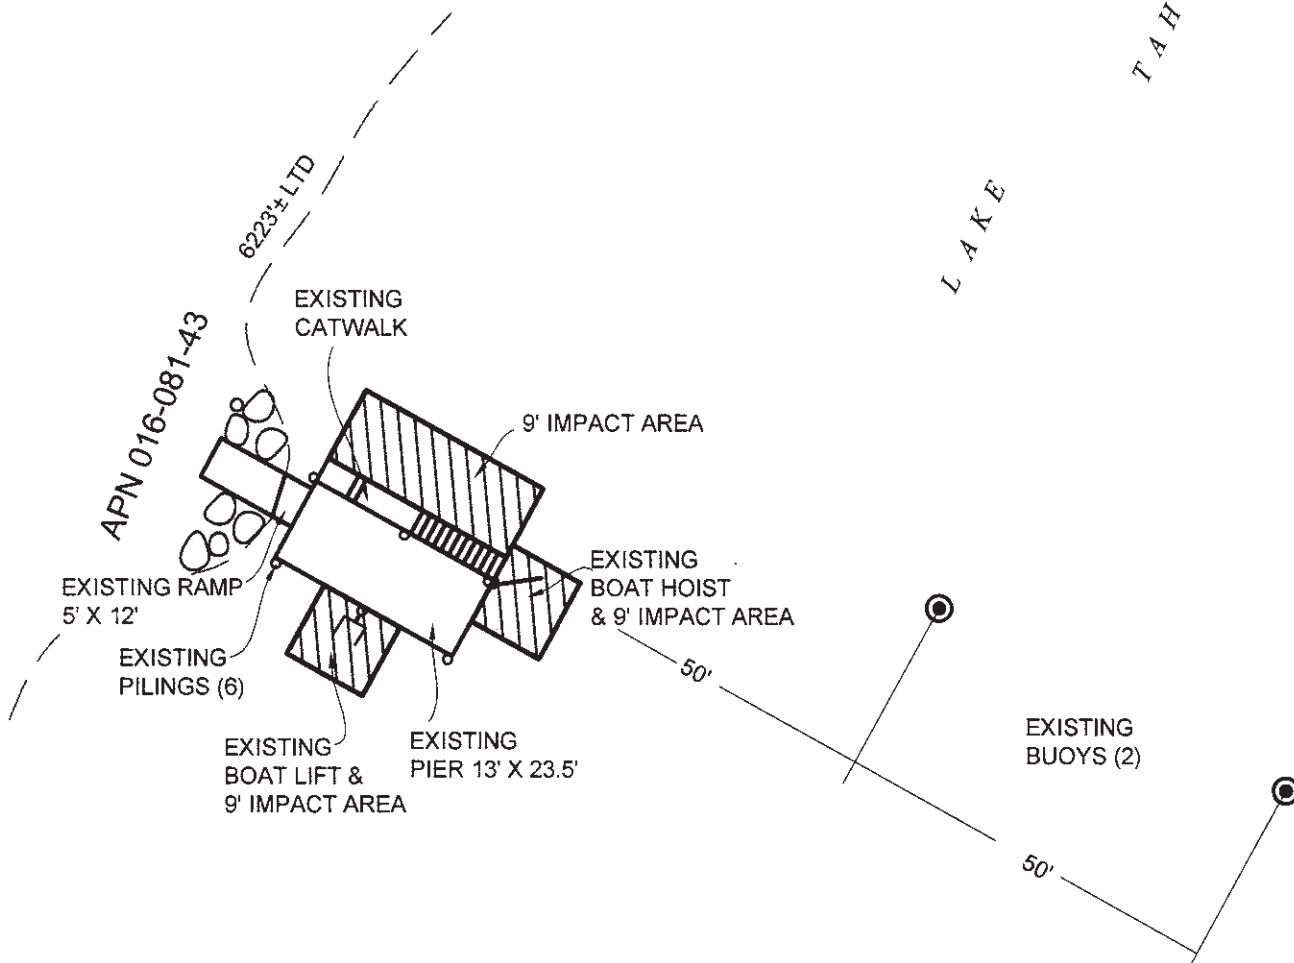 LAKE TAH
6223'± LTD
APN 016-081-43
EXISTING
CATWALK
9' IMPACT AREA
EXISTING
BOAT HOIST
& 9' IMPACT AREA
EXISTING RAMP
5' X 12'
EXISTING
PILINGS (6)
EXISTING
BOAT LIFT &
9' IMPACT AREA
EXISTING
PIER 13' X 23.5'
50'
EXISTING
BUOYS (2)
50'